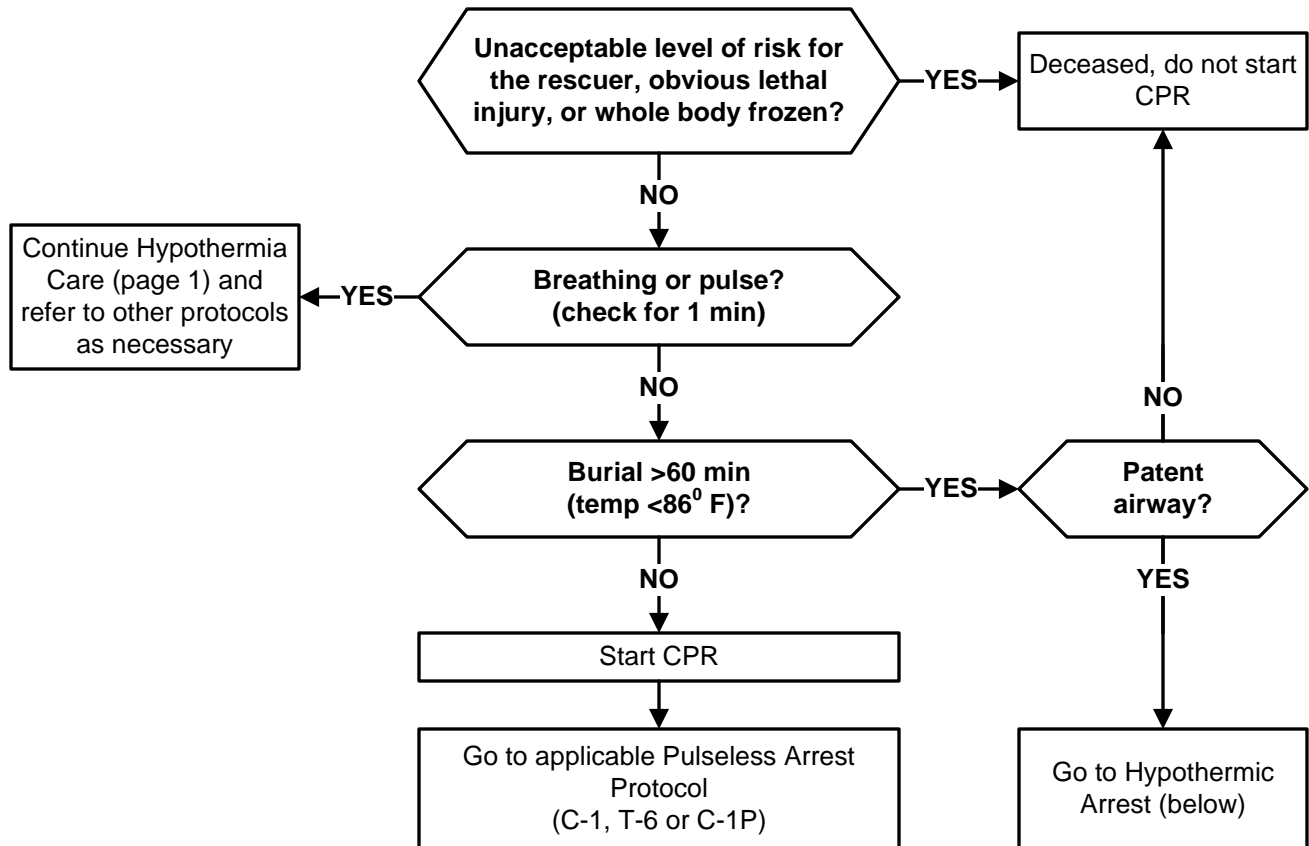 Unacceptable level of risk for
the rescuer, obvious lethal
injury, or whole body frozen?
YES
Deceased, do not start
CPR
NO
Continue Hypothermia
Care (page 1) and
refer to other protocols
as necessary
YES
Breathing or pulse?
(check for 1 min)
NO
NO
Burial >60 min
(temp <86⁰ F)?
YES
Patent
airway?
NO
YES
Start CPR
Go to applicable Pulseless Arrest
Protocol
(C-1, T-6 or C-1P)
Go to Hypothermic
Arrest (below)